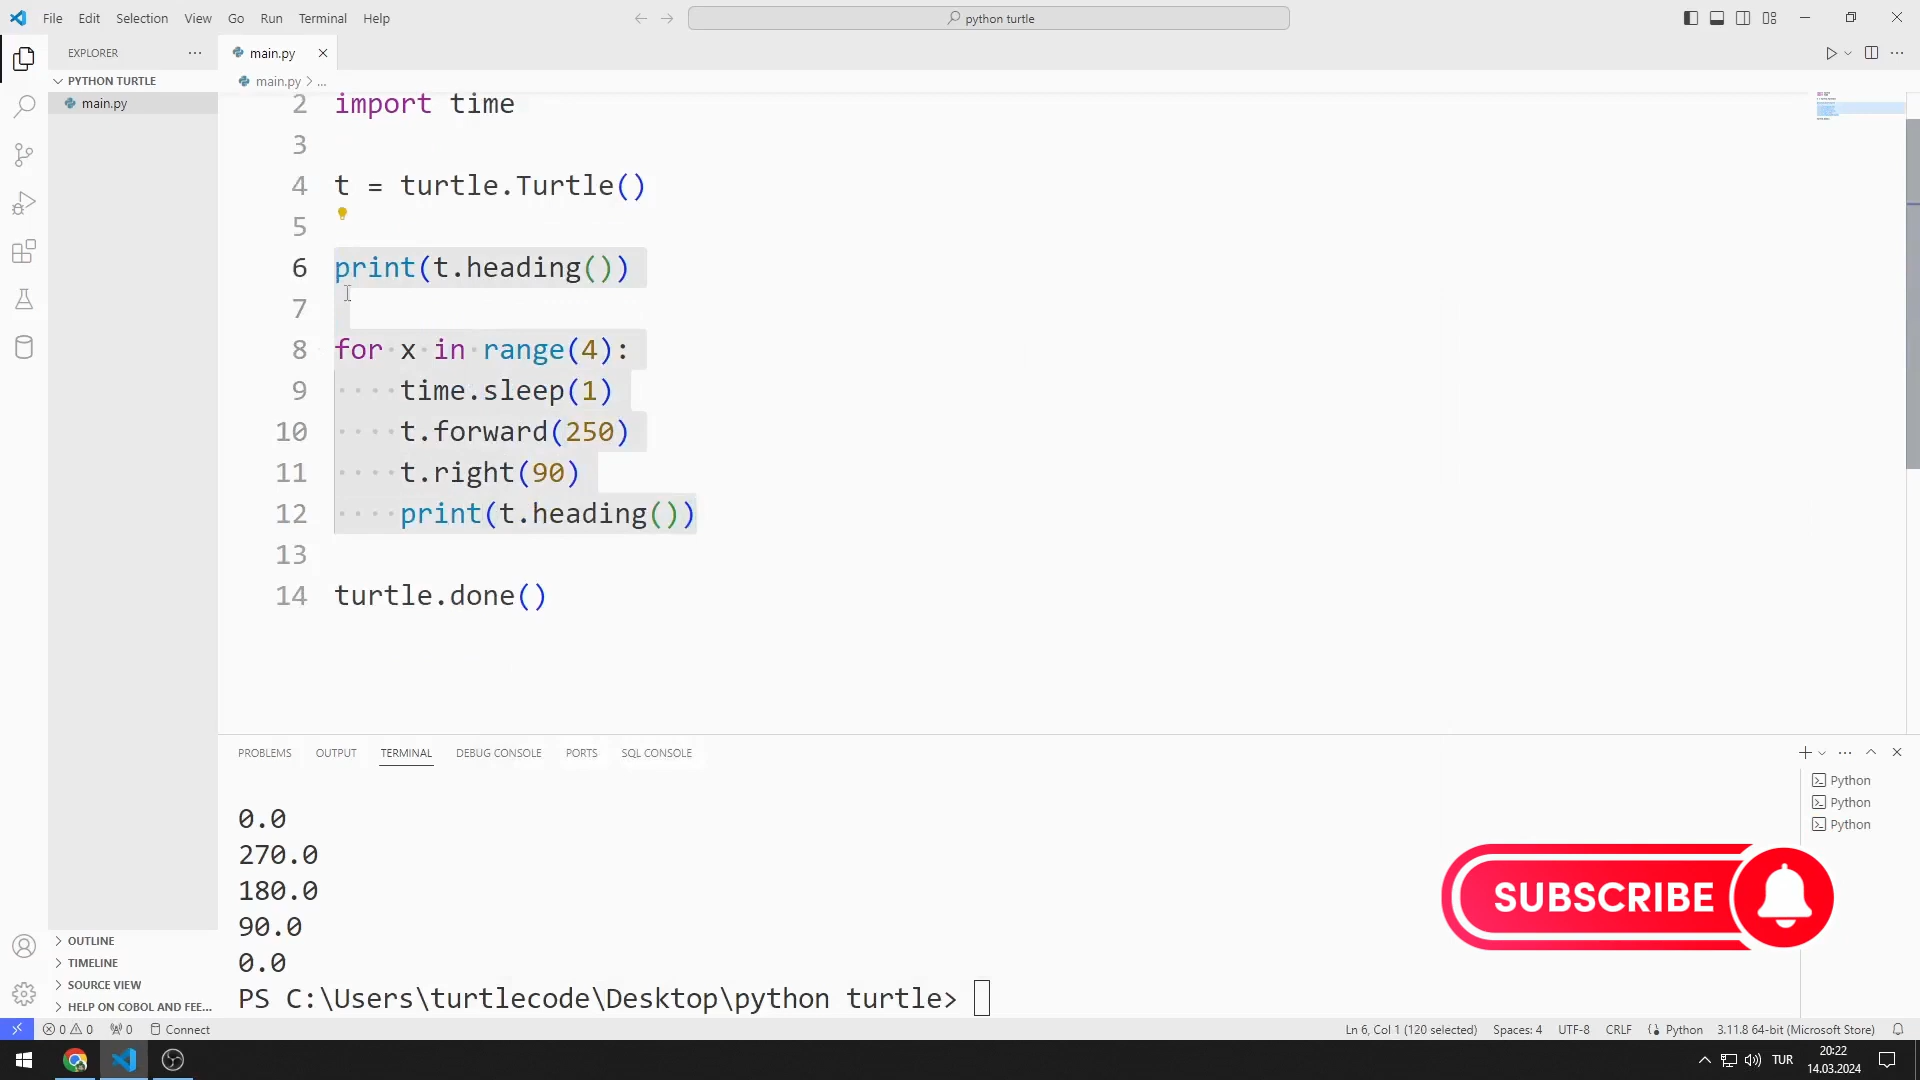 File Edit Selection View Go Run Terminal Help
python turtle
EXPLORER
PYTHON TURTLE
main.py
OUTLINE
TIMELINE
SOURCE VIEW
HELP ON COBOL AND FEE...
main.py
main.py > ...
2 import time
3
4 t = turtle.Turtle()
5
6 print(t.heading())
7
8 for x in range(4):
9 time.sleep(1)
10 t.forward(250)
11 t.right(90)
12 print(t.heading())
13
14 turtle.done()
PROBLEMS OUTPUT TERMINAL DEBUG CONSOLE PORTS SQL CONSOLE
0.0
270.0
180.0
90.0
0.0
PS C:\Users\turtlecode\Desktop\python turtle>
Python
Python
Python
SUBSCRIBE
0 0 0 Connect
Ln 6, Col 1 (120 selected) Spaces: 4 UTF-8 CRLF Python 3.11.8 64-bit (Microsoft Store)
TUR
20:22
14.03.2024